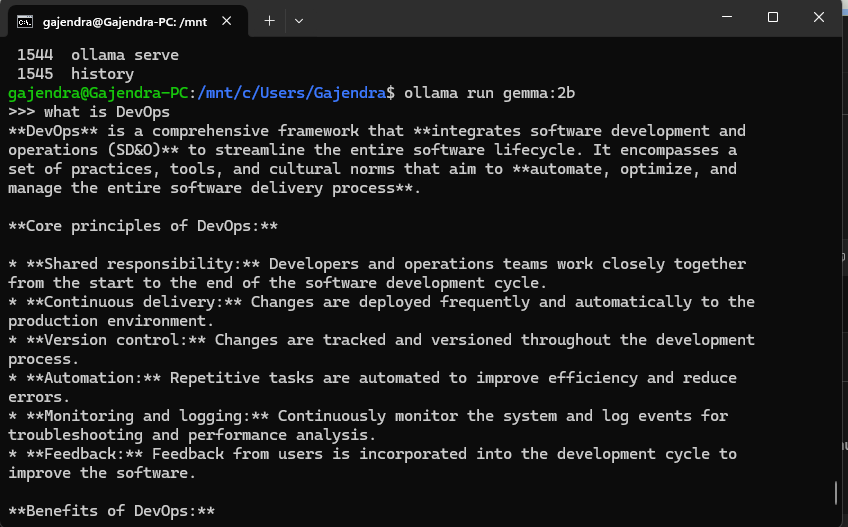 gajendra@Gajendra-PC: /mnt
1544 ollama serve
1545 history
gajendra@Gajendra-PC:/mnt/c/Users/Gajendra$ ollama run gemma:2b
>>> what is DevOps
**DevOps** is a comprehensive framework that **integrates software development and
operations (SD&O)** to streamline the entire software lifecycle. It encompasses a
set of practices, tools, and cultural norms that aim to **automate, optimize, and
manage the entire software delivery process**.
**Core principles of DevOps:**
* **Shared responsibility:** Developers and operations teams work closely together
from the start to the end of the software development cycle.
* **Continuous delivery:** Changes are deployed frequently and automatically to the
production environment.
* **Version control:** Changes are tracked and versioned throughout the development
process.
* **Automation:** Repetitive tasks are automated to improve efficiency and reduce
errors.
* **Monitoring and logging:** Continuously monitor the system and log events for
troubleshooting and performance analysis.
* **Feedback:** Feedback from users is incorporated into the development cycle to
improve the software.
**Benefits of DevOps:**